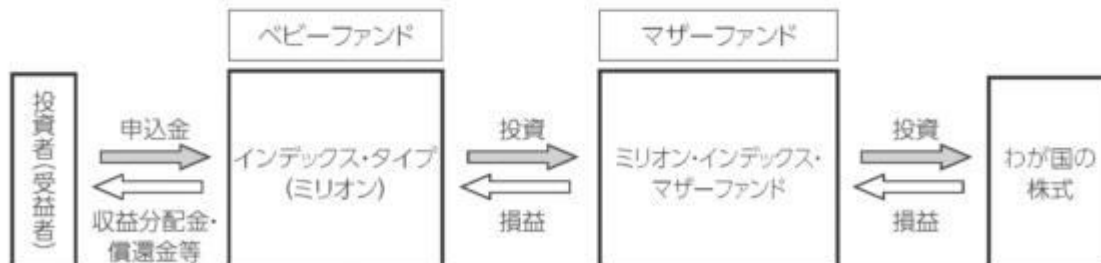 ベビーファンド
マザーファンド
投資者(受益者)
申込金
収益分配金・
償還金等
インデックス・タイプ
(ミリオン)
投資
損益
ミリオン・インデックス・
マザーファンド
投資
損益
わが国の
株式